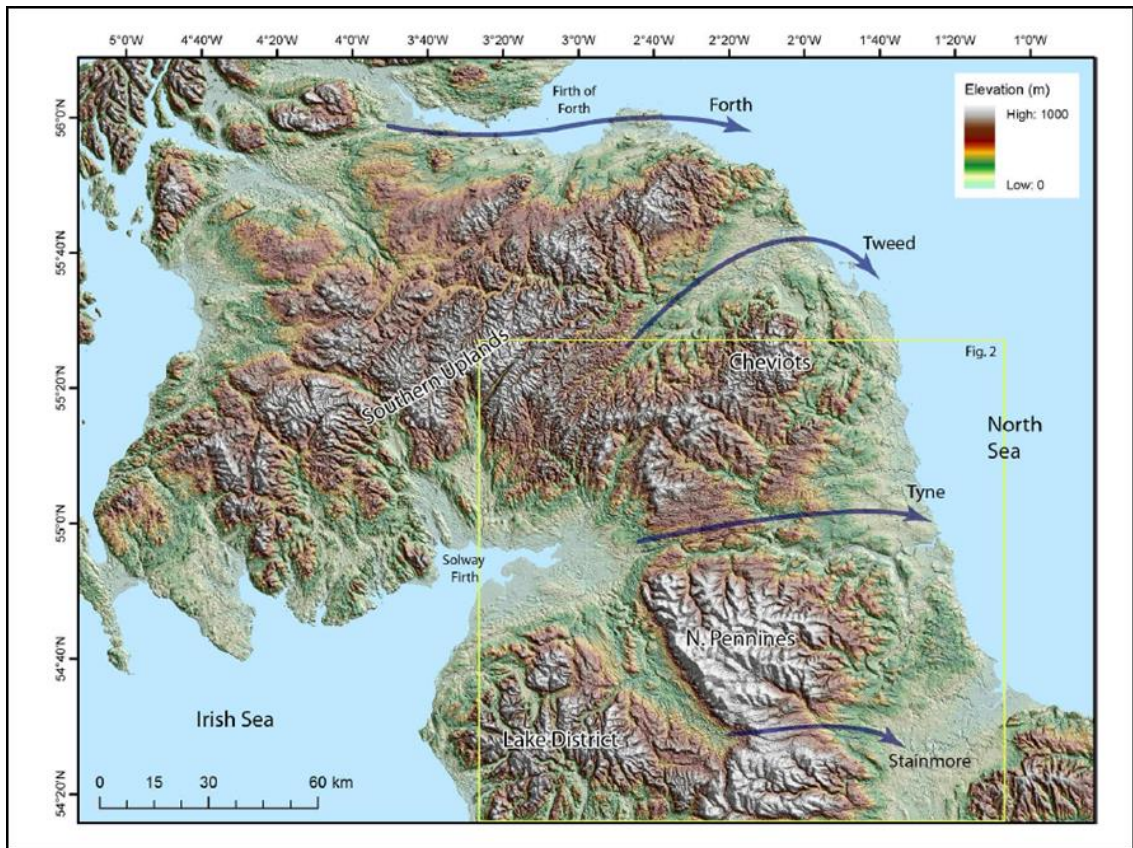 5°0'W 4°40'W 4°20'W 4°0'W 3°20'W 3°0'W 2°40'W 2°20'W 2°0'W 1°40'W 1°20'W 1°0'W
Elevation (m)
High: 1000
Low: 0
Firth of
Forth
Forth
56°0'N
55°40'N
55°20'N
55°0'N
54°40'N
54°20'N
Tweed
Fig. 2
Cheviots
Southern Uplands
North
Sea
Tyne
Solway
Firth
N. Pennines
Irish Sea
Lake District
Stainmore
0 15 30 60 km